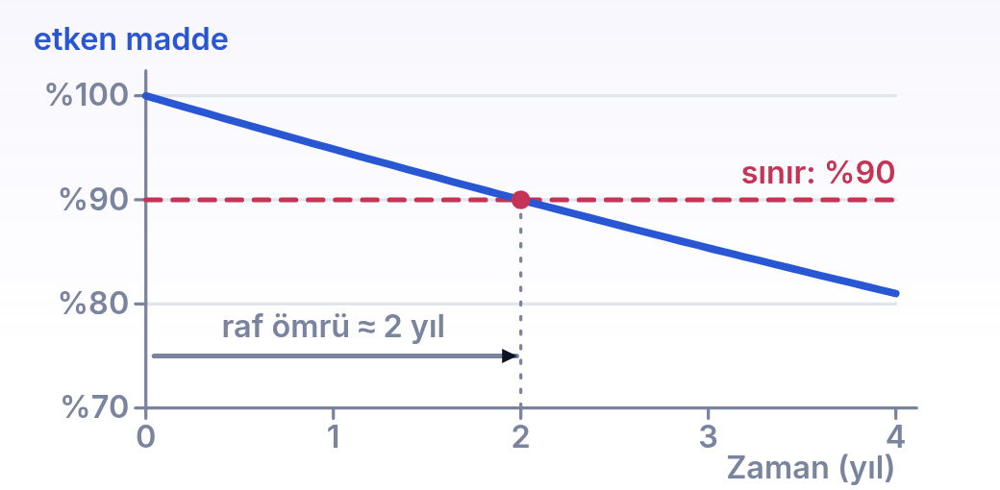 etken madde
%100
sınır: %90
%90
%80
raf ömrü ≈ 2 yıl
%70
0 1 2 3 4
Zaman (yıl)